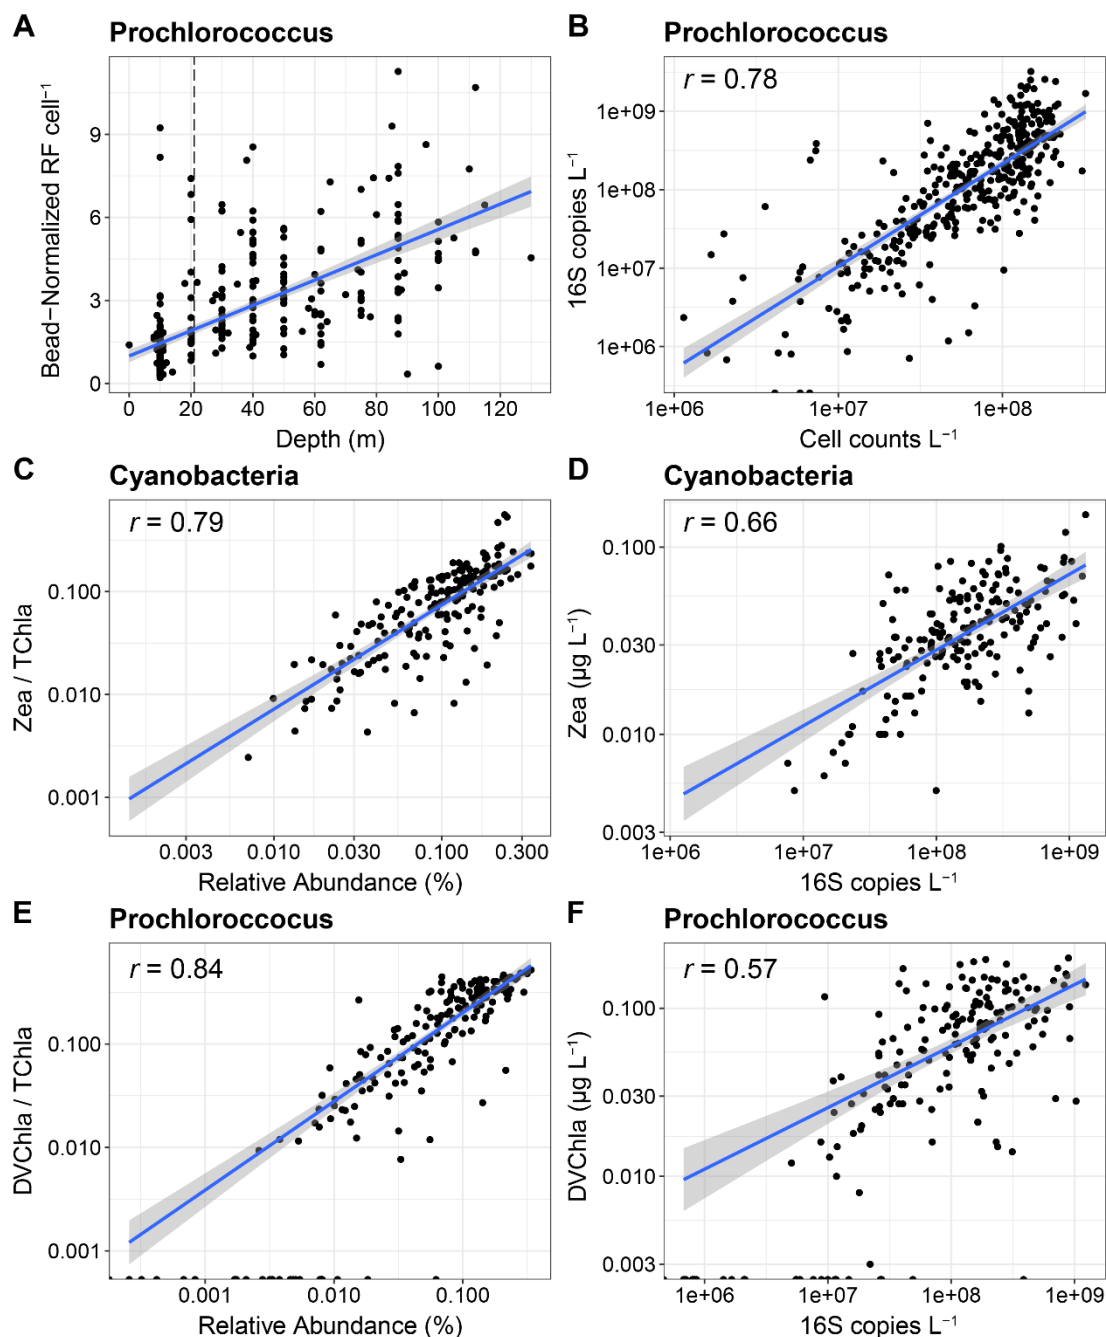 A Prochlorococcus
Bead−Normalized RF cell⁻¹
9
6
3
0
0 20 40 60 80 100 120
Depth (m)
B Prochlorococcus
r = 0.78
16S copies L⁻¹
1e+09
1e+08
1e+07
1e+06
1e+06 1e+07 1e+08
Cell counts L⁻¹
C Cyanobacteria
r = 0.79
Zea / TChla
0.100
0.010
0.001
0.003 0.010 0.030 0.100 0.300
Relative Abundance (%)
D Cyanobacteria
r = 0.66
Zea (µg L⁻¹)
0.100
0.030
0.010
0.003
1e+06 1e+07 1e+08 1e+09
16S copies L⁻¹
E Prochloroccocus
r = 0.84
DVChla / TChla
0.100
0.010
0.001
0.001 0.010 0.100
Relative Abundance (%)
F Prochlorococcus
r = 0.57
DVChla (µg L⁻¹)
0.100
0.030
0.010
0.003
1e+06 1e+07 1e+08 1e+09
16S copies L⁻¹